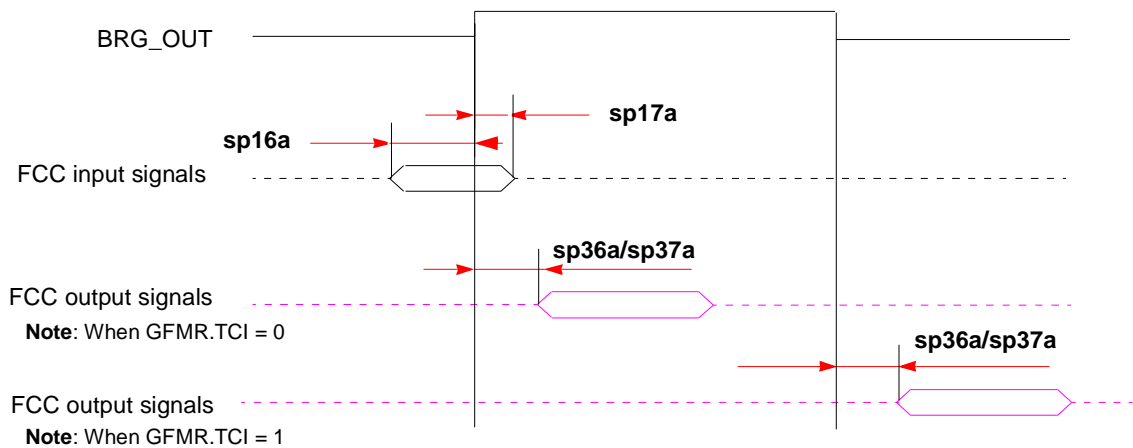 BRG_OUT
sp17a
sp16a
FCC input signals
sp36a/sp37a
FCC output signals
Note: When GFMR.TCI = 0
sp36a/sp37a
FCC output signals
Note: When GFMR.TCI = 1